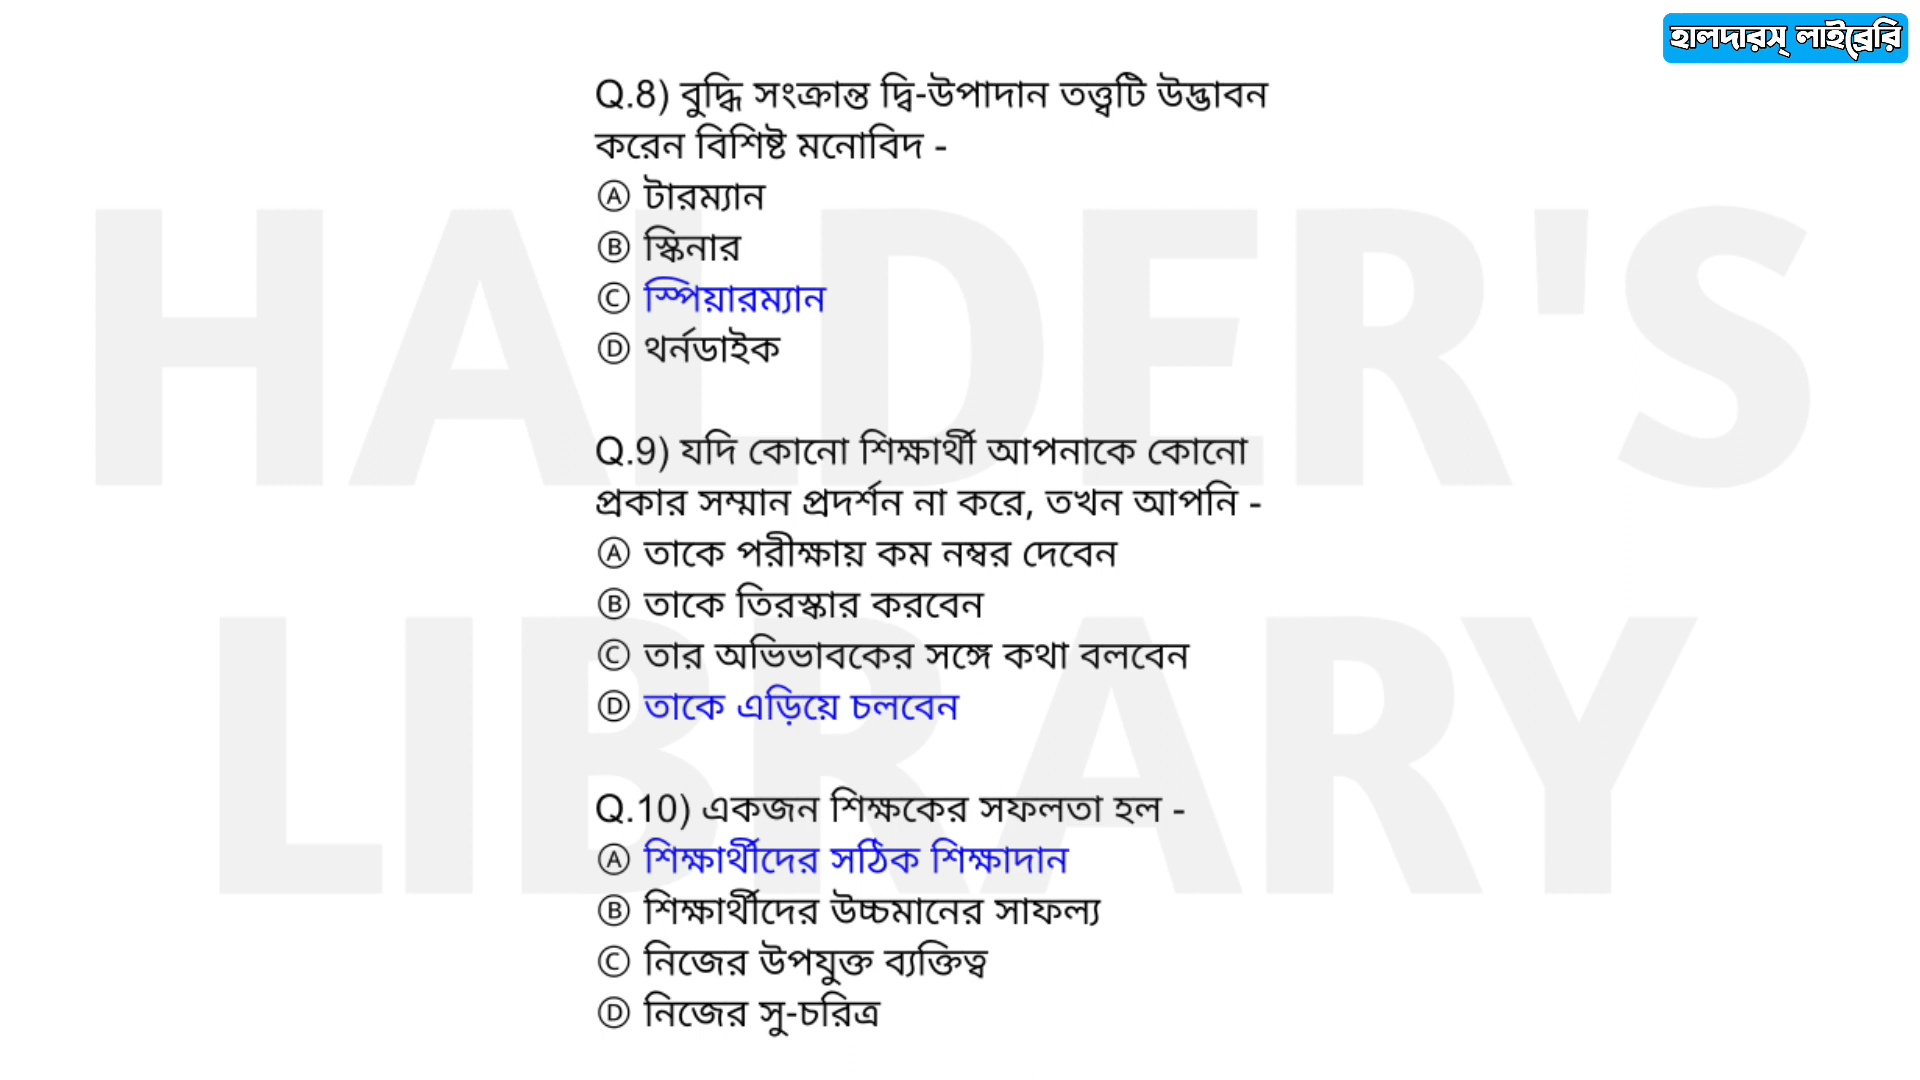 হালদারস্ লাইব্রেরি
Q.8) বুদ্ধি সংক্রান্ত দ্বি-উপাদান তত্ত্বটি উদ্ভাবন
করেন বিশিষ্ট মনোবিদ -
Ⓐ টারম্যান
Ⓑ স্কিনার
Ⓒ স্পিয়ারম্যান
Ⓓ থর্নডাইক
Q.9) যদি কোনো শিক্ষার্থী আপনাকে কোনো
প্রকার সম্মান প্রদর্শন না করে, তখন আপনি -
Ⓐ তাকে পরীক্ষায় কম নম্বর দেবেন
Ⓑ তাকে তিরস্কার করবেন
Ⓒ তার অভিভাবকের সঙ্গে কথা বলবেন
Ⓓ তাকে এড়িয়ে চলবেন
Q.10) একজন শিক্ষকের সফলতা হল -
Ⓐ শিক্ষার্থীদের সঠিক শিক্ষাদান
Ⓑ শিক্ষার্থীদের উচ্চমানের সাফল্য
Ⓒ নিজের উপযুক্ত ব্যক্তিত্ব
Ⓓ নিজের সু-চরিত্র
HALDER'S
LIBRARY